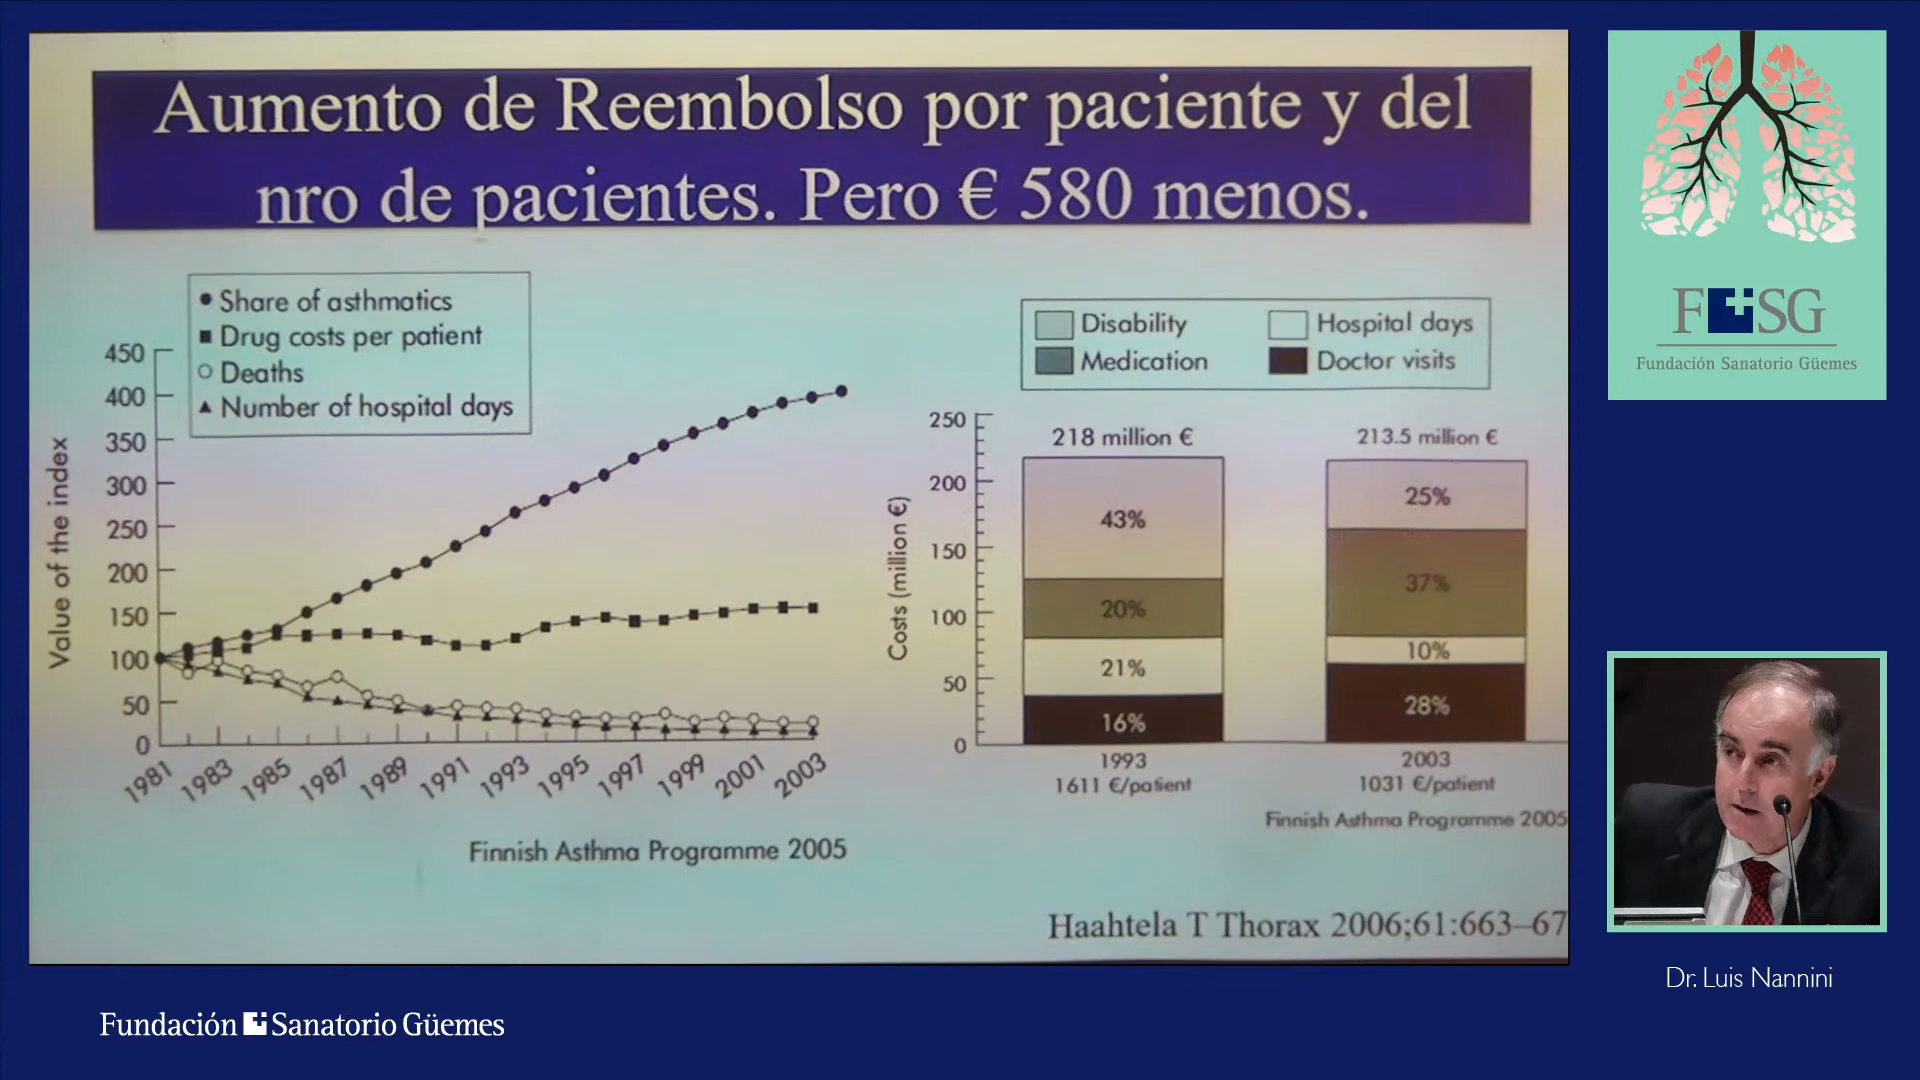 Aumento de Reembolso por paciente y del
nro de pacientes. Pero € 580 menos.
Share of asthmatics
Drug costs per patient
Deaths
Number of hospital days
Value of the index
450
400
350
300
250
200
150
100
50
0
1981
1983
1985
1987
1989
1991
1993
1995
1997
1999
2001
2003
Finnish Asthma Programme 2005
Disability
Hospital days
Medication
Doctor visits
Costs (million €)
250
200
150
100
50
0
218 million €
43%
20%
21%
16%
1993
1611 €/patient
213.5 million €
25%
37%
10%
28%
2003
1031 €/patient
Finnish Asthma Programme 2005
Haahtela T Thorax 2006;61:663–67
F SG
Fundación Sanatorio Güemes
Dr. Luis Nannini
Fundación Sanatorio Güemes